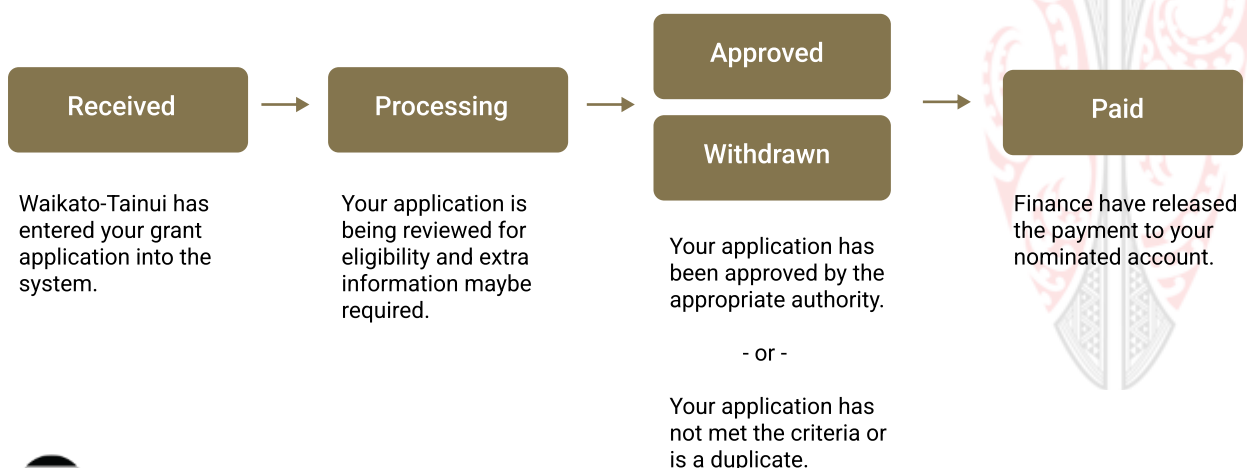 Received
Waikato-Tainui has
entered your grant
application into the
system.
Processing
Your application is
being reviewed for
eligibility and extra
information maybe
required.
Approved
Withdrawn
Your application has
been approved by the
appropriate authority.
- or -
Your application has
not met the criteria or
is a duplicate.
Paid
Finance have released
the payment to your
nominated account.